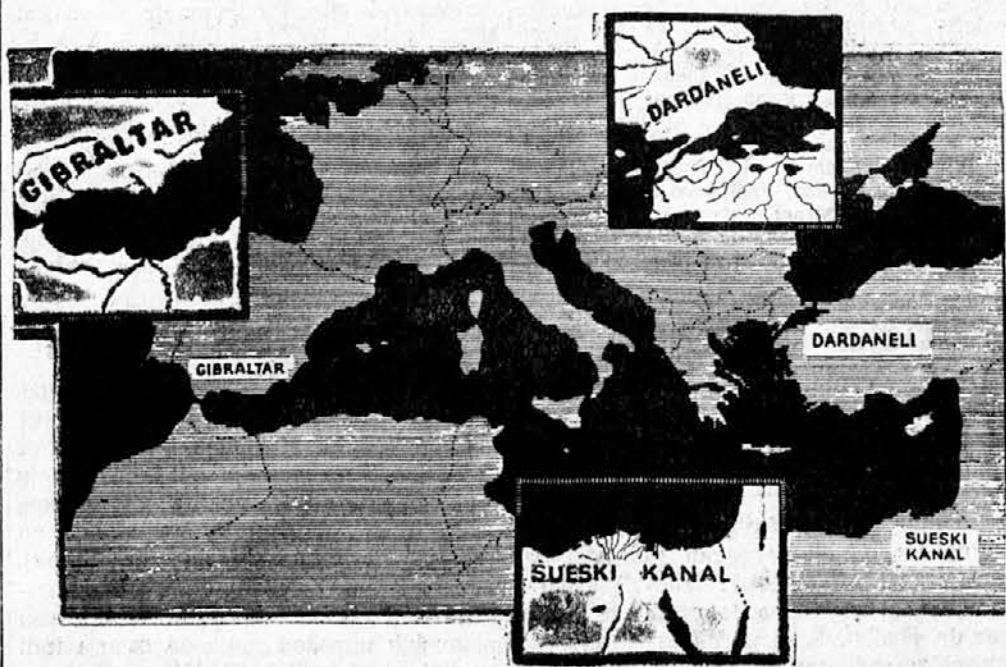 GIBRALTAR
DARDANELI
GIBRALTAR
DARDANELI
SUESKI
KANAL
SUESKI KANAL